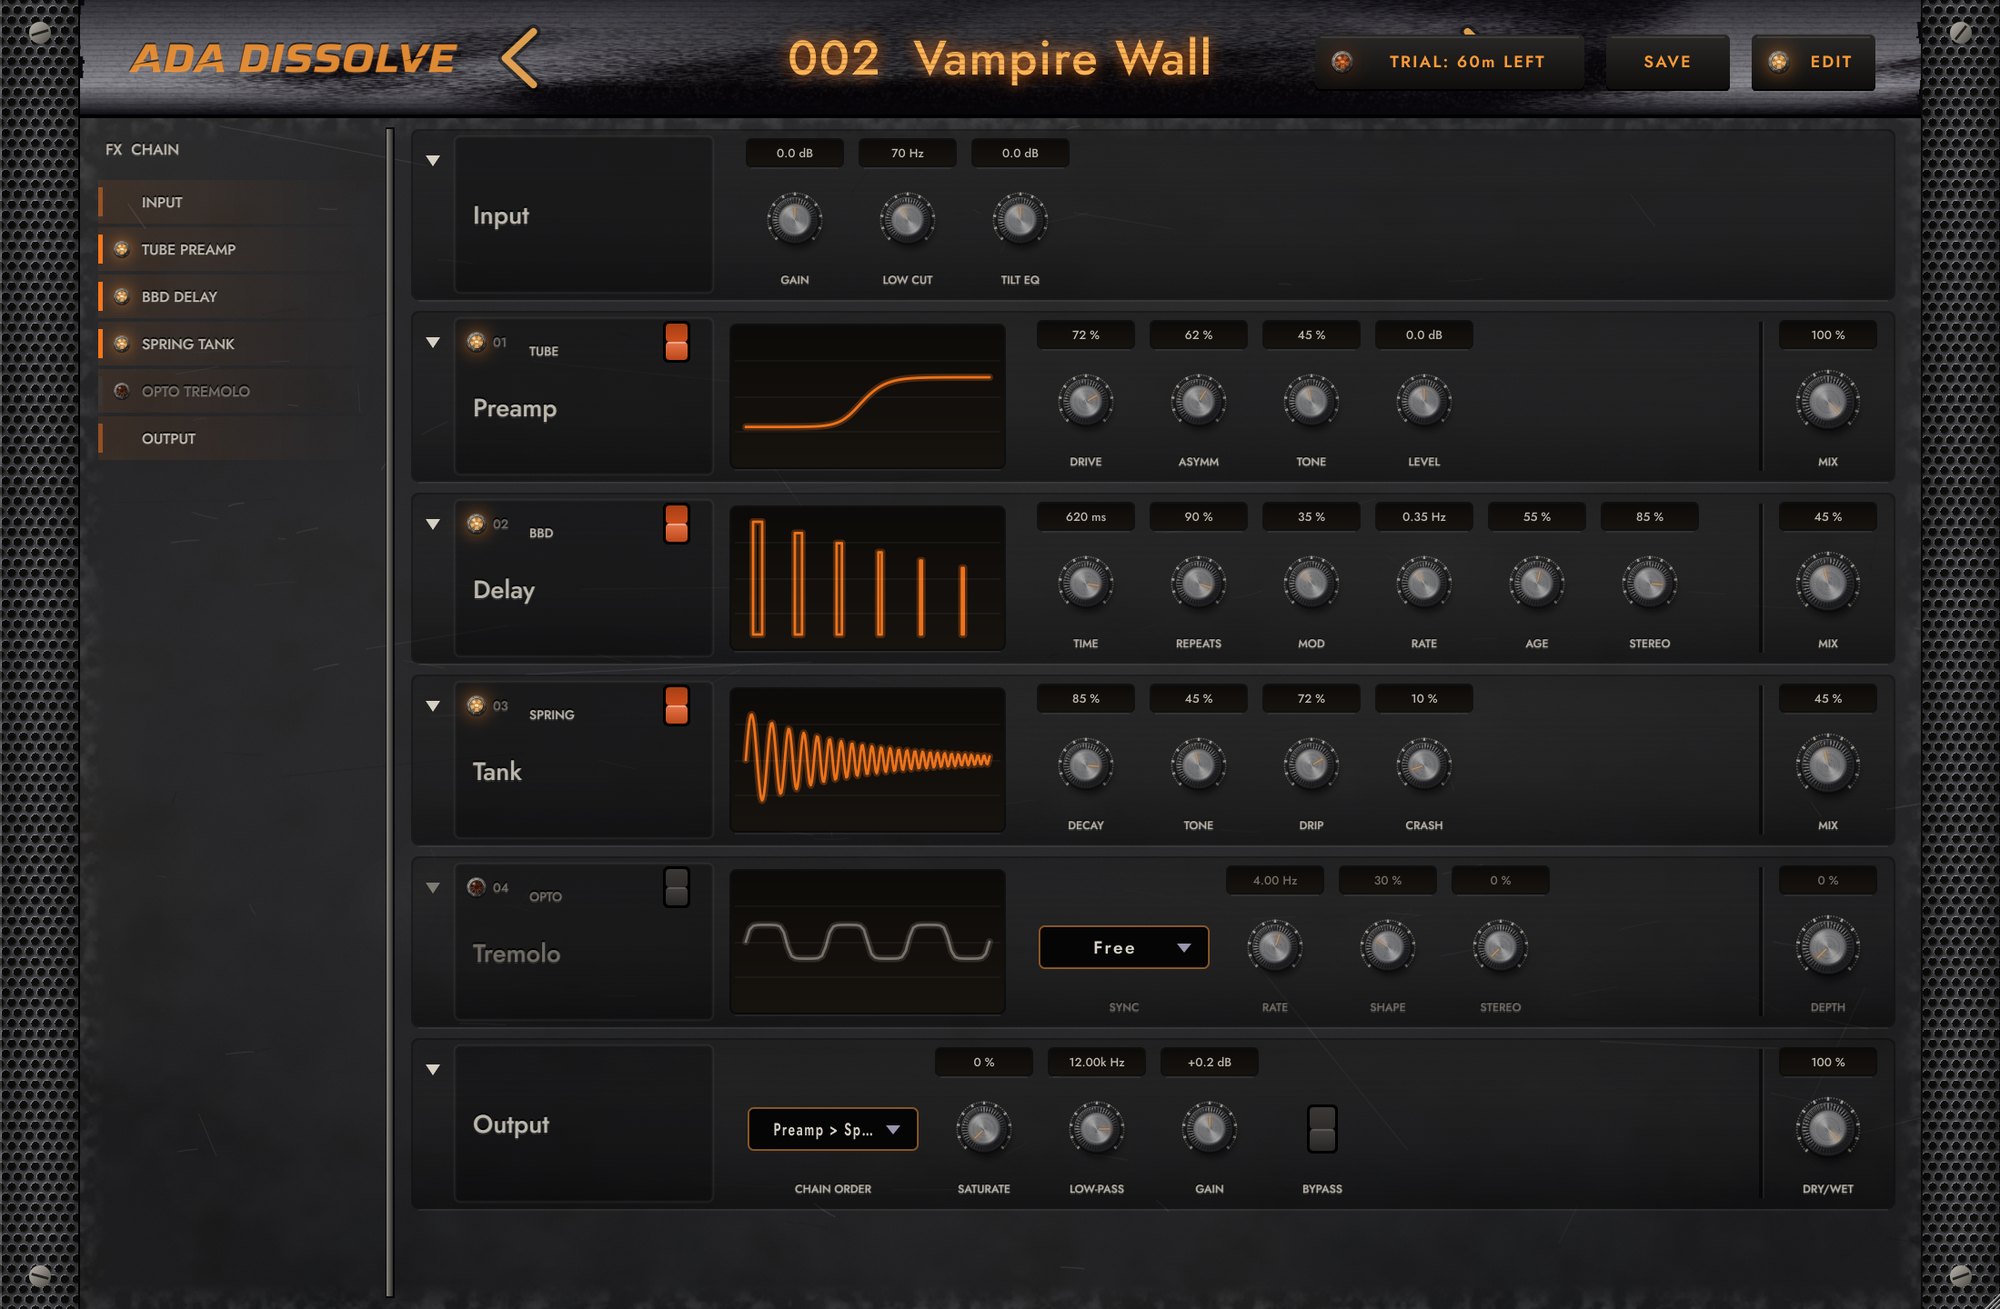 ADA DISSOLVE
002 Vampire Wall
TRIAL: 60m LEFT
SAVE
EDIT
FX CHAIN
INPUT
TUBE PREAMP
BBD DELAY
SPRING TANK
OPTO TREMOLO
OUTPUT
Input
0.0 dB 70 Hz 0.0 dB
GAIN LOW CUT TILT EQ
01 TUBE
Preamp
72 % 62 % 45 % 0.0 dB 100 %
DRIVE ASYMM TONE LEVEL MIX
02 BBD
Delay
620 ms 90 % 35 % 0.35 Hz 55 % 85 % 45 %
TIME REPEATS MOD RATE AGE STEREO MIX
03 SPRING
Tank
85 % 45 % 72 % 10 % 45 %
DECAY TONE DRIP CRASH MIX
04 OPTO
Tremolo
4.00 Hz 30 % 0 % 0 %
Free
SYNC RATE SHAPE STEREO DEPTH
Output
0 % 12.00k Hz +0.2 dB 100 %
Preamp > Sp...
CHAIN ORDER SATURATE LOW-PASS GAIN BYPASS DRY/WET